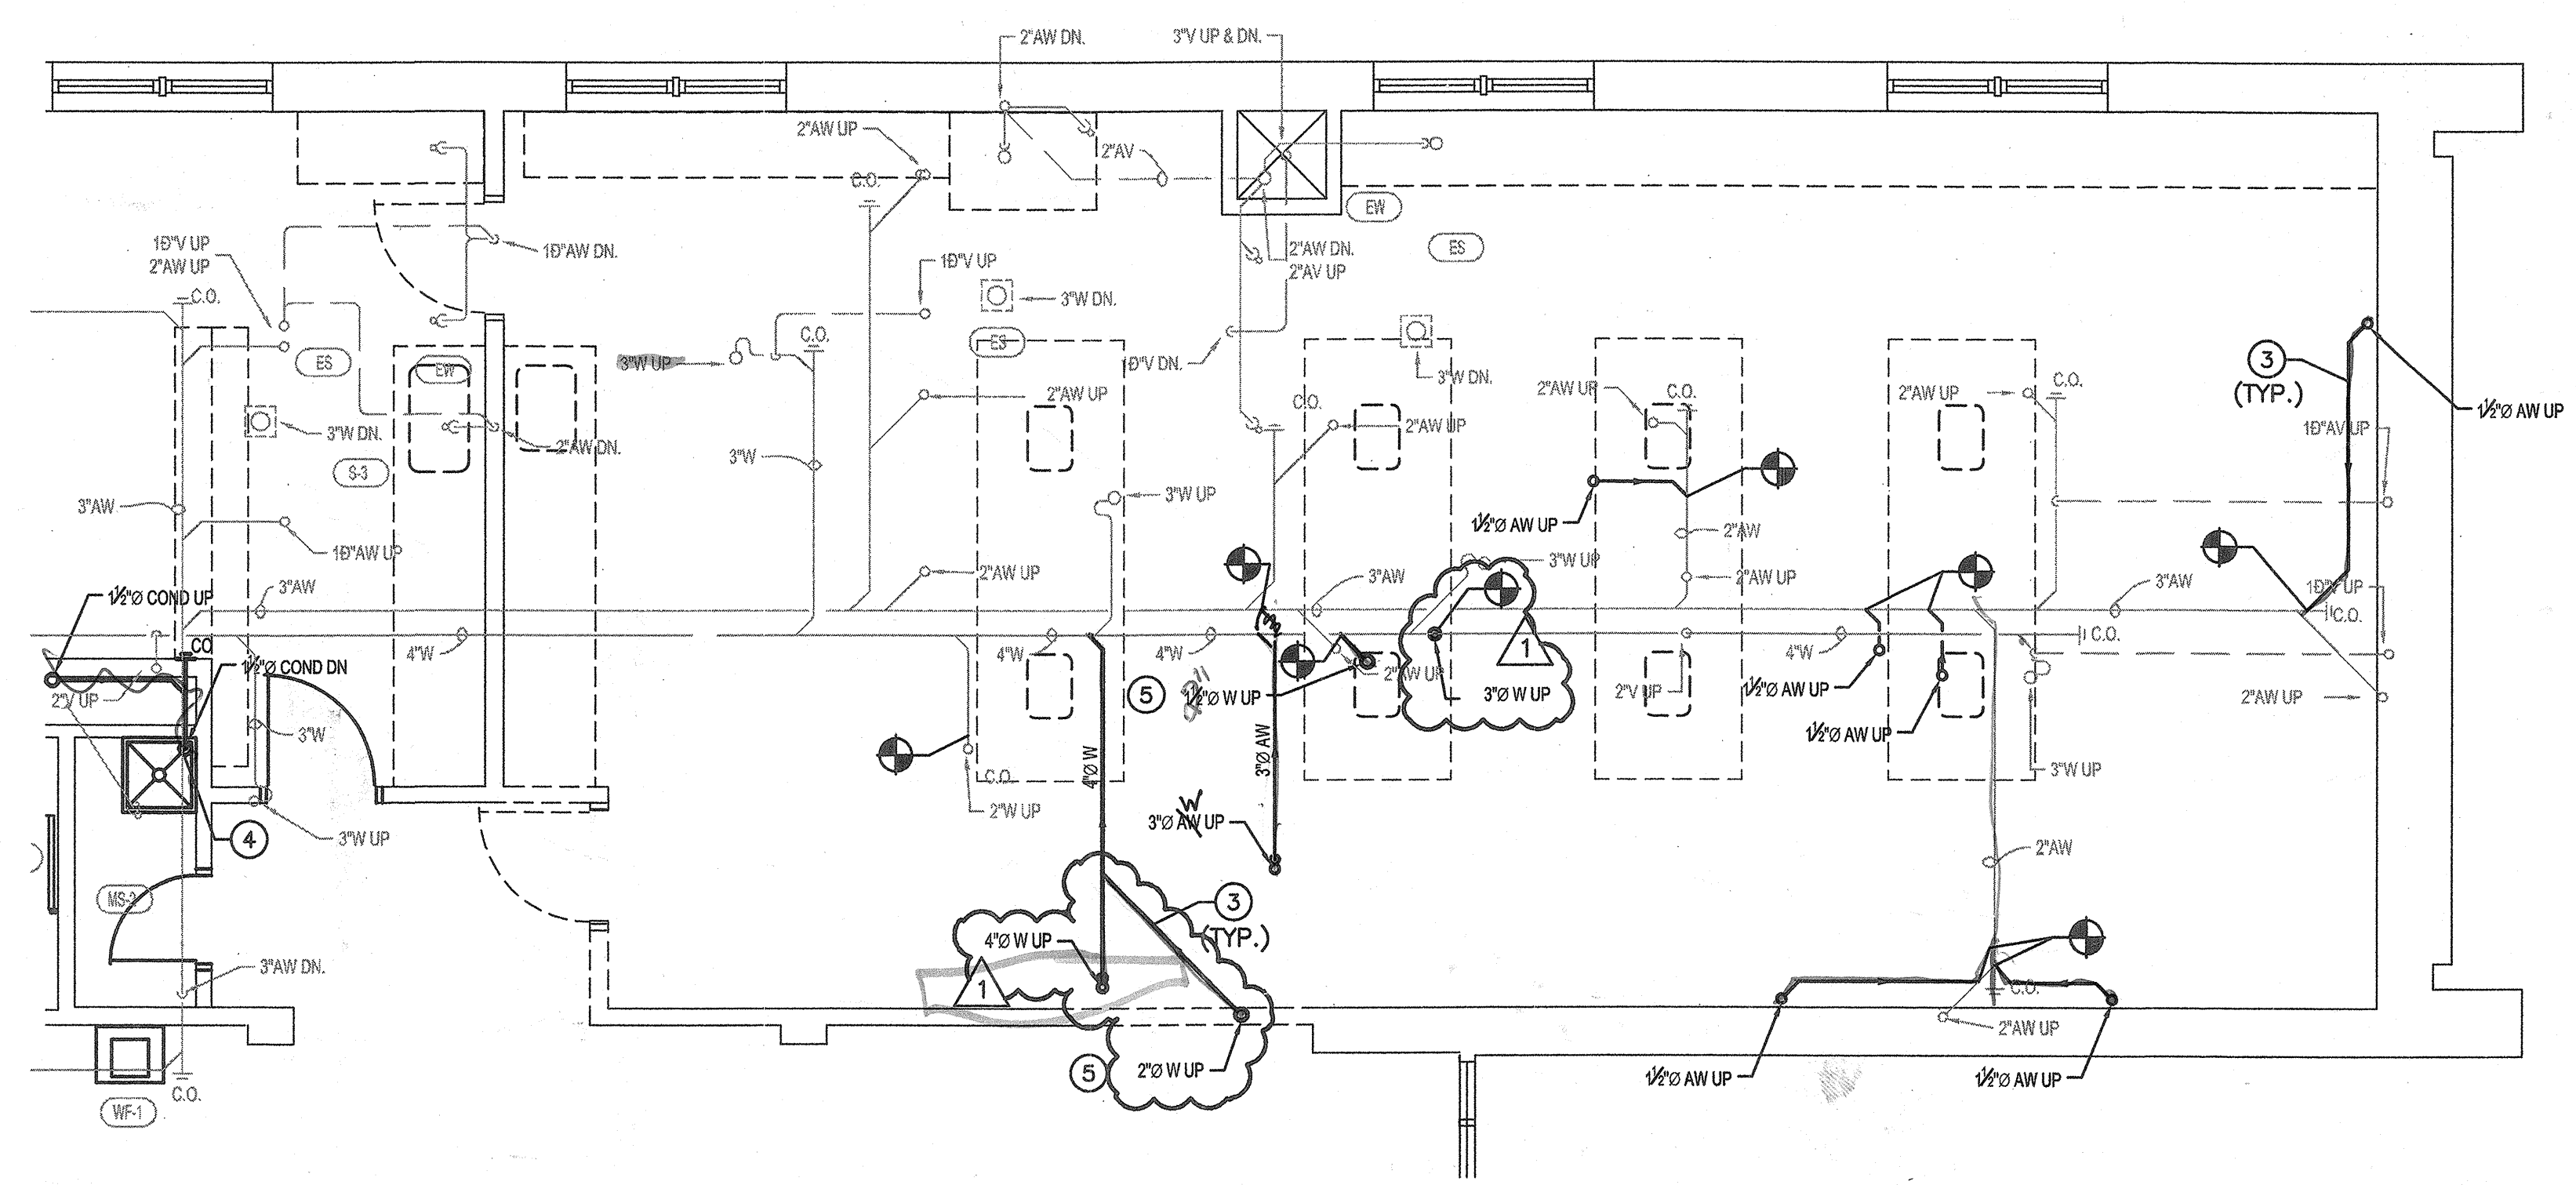 2"AW DN.
3"V UP & DN.
2"AW UP
C.O.
2"AV
EW
ES
1Ð"V UP
2"AW UP
1Ð"AW DN.
2"AW DN.
2"AV UP
1Ð"V UP
3"W DN.
C.O.
ES
EW
3"W UP
C.O.
ES
1Ð"V DN.
3"W DN.
3
(TYP.)
2"AW UP
C.O.
2"AW UP
C.O.
2"AW UP
C.O.
2"AW UP
1½"Ø AW UP
3"W DN.
2"AW DN.
1Ð"AV UP
S-3
3"W
3"W UP
3"AW
1½"Ø AW UP
2"AW
1Ð"AW UP
3"W UP
2"AW UP
3"AW
2"AW UP
3"AW
1Ð"V UP
3"AW
1½"Ø COND UP
C.O.
C.O.
CO
4"W
4"W
4"W
4"W
1½"Ø COND DN
2"AW UP
1
2"V UP
5
2"
1½"Ø W UP
3"Ø W UP
2"V UP
1½"Ø AW UP
2"AW UP
3"W
1½"Ø AW UP
4"Ø W
3"Ø AW
C.O.
3"W UP
2"W UP
W
3"Ø AW UP
4
3"W UP
2"AW
MS-2
3
(TYP.)
4"Ø W UP
3"AW DN.
1
C.O.
2"AW UP
5
2"Ø W UP
1½"Ø AW UP
1½"Ø AW UP
C.O.
WF-1